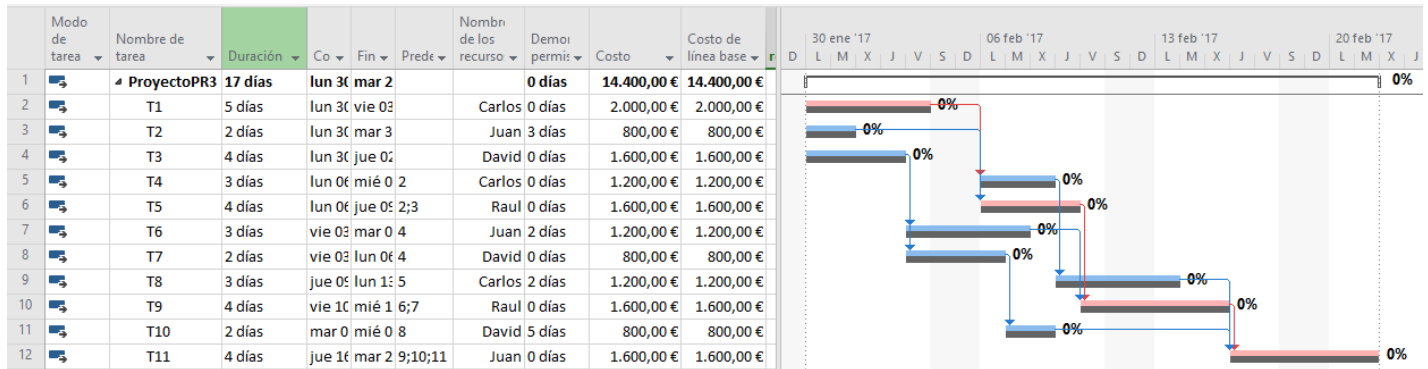 Modo de tarea Nombre de tarea Duración Co Fin Prede Nombre de los recurso Demor permis Costo Costo de línea base
30 ene '17 06 feb '17 13 feb '17 20 feb '17
D L M X J V S D L M X J V S D L M X J V S D L M X J
1 ProyectoPR3 17 días lun 30 mar 2 0 días 14.400,00 € 14.400,00 € 0%
2 T1 5 días lun 30 vie 03 Carlos 0 días 2.000,00 € 2.000,00 € 0%
3 T2 2 días lun 30 mar 3 Juan 3 días 800,00 € 800,00 € 0%
4 T3 4 días lun 30 jue 02 David 0 días 1.600,00 € 1.600,00 € 0%
5 T4 3 días lun 06 mié 0 2 Carlos 0 días 1.200,00 € 1.200,00 € 0%
6 T5 4 días lun 06 jue 09 2;3 Raul 0 días 1.600,00 € 1.600,00 € 0%
7 T6 3 días vie 03 mar 0 4 Juan 2 días 1.200,00 € 1.200,00 € 0%
8 T7 2 días vie 03 lun 06 4 David 0 días 800,00 € 800,00 € 0%
9 T8 3 días jue 09 lun 13 5 Carlos 2 días 1.200,00 € 1.200,00 € 0%
10 T9 4 días vie 10 mié 1 6;7 Raul 0 días 1.600,00 € 1.600,00 € 0%
11 T10 2 días mar 0 mié 0 8 David 5 días 800,00 € 800,00 € 0%
12 T11 4 días jue 16 mar 2 9;10;11 Juan 0 días 1.600,00 € 1.600,00 € 0%